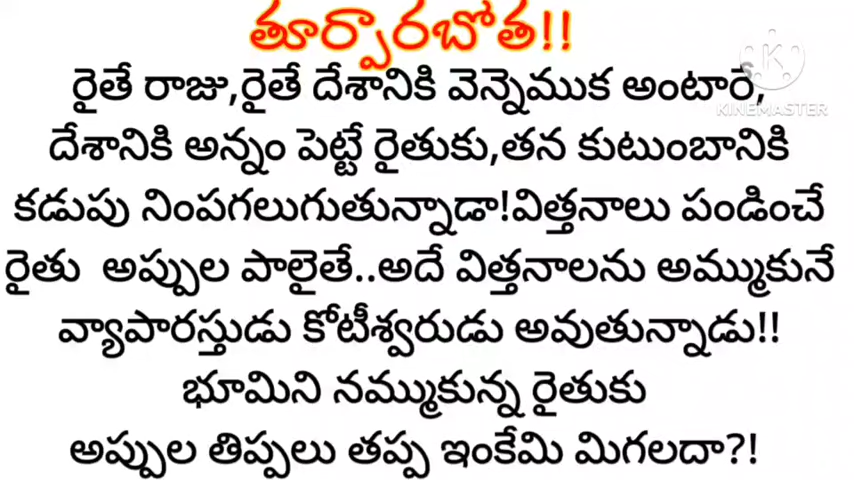 తూర్పారబోత!!
రైతే రాజు,రైతే దేశానికి వెన్నెముక అంటారే,
KINEMASTER
దేశానికి అన్నం పెట్టే రైతుకు,తన కుటుంబానికి
కడుపు నింపగలుగుతున్నాడా!విత్తనాలు పండించే
రైతు అప్పుల పాలైతే..అదే విత్తనాలను అమ్ముకునే
వ్యాపారస్తుడు కోటీశ్వరుడు అవుతున్నాడు!!
భూమిని నమ్ముకున్న రైతుకు
అప్పుల తిప్పలు తప్ప ఇంకేమి మిగలదా?!